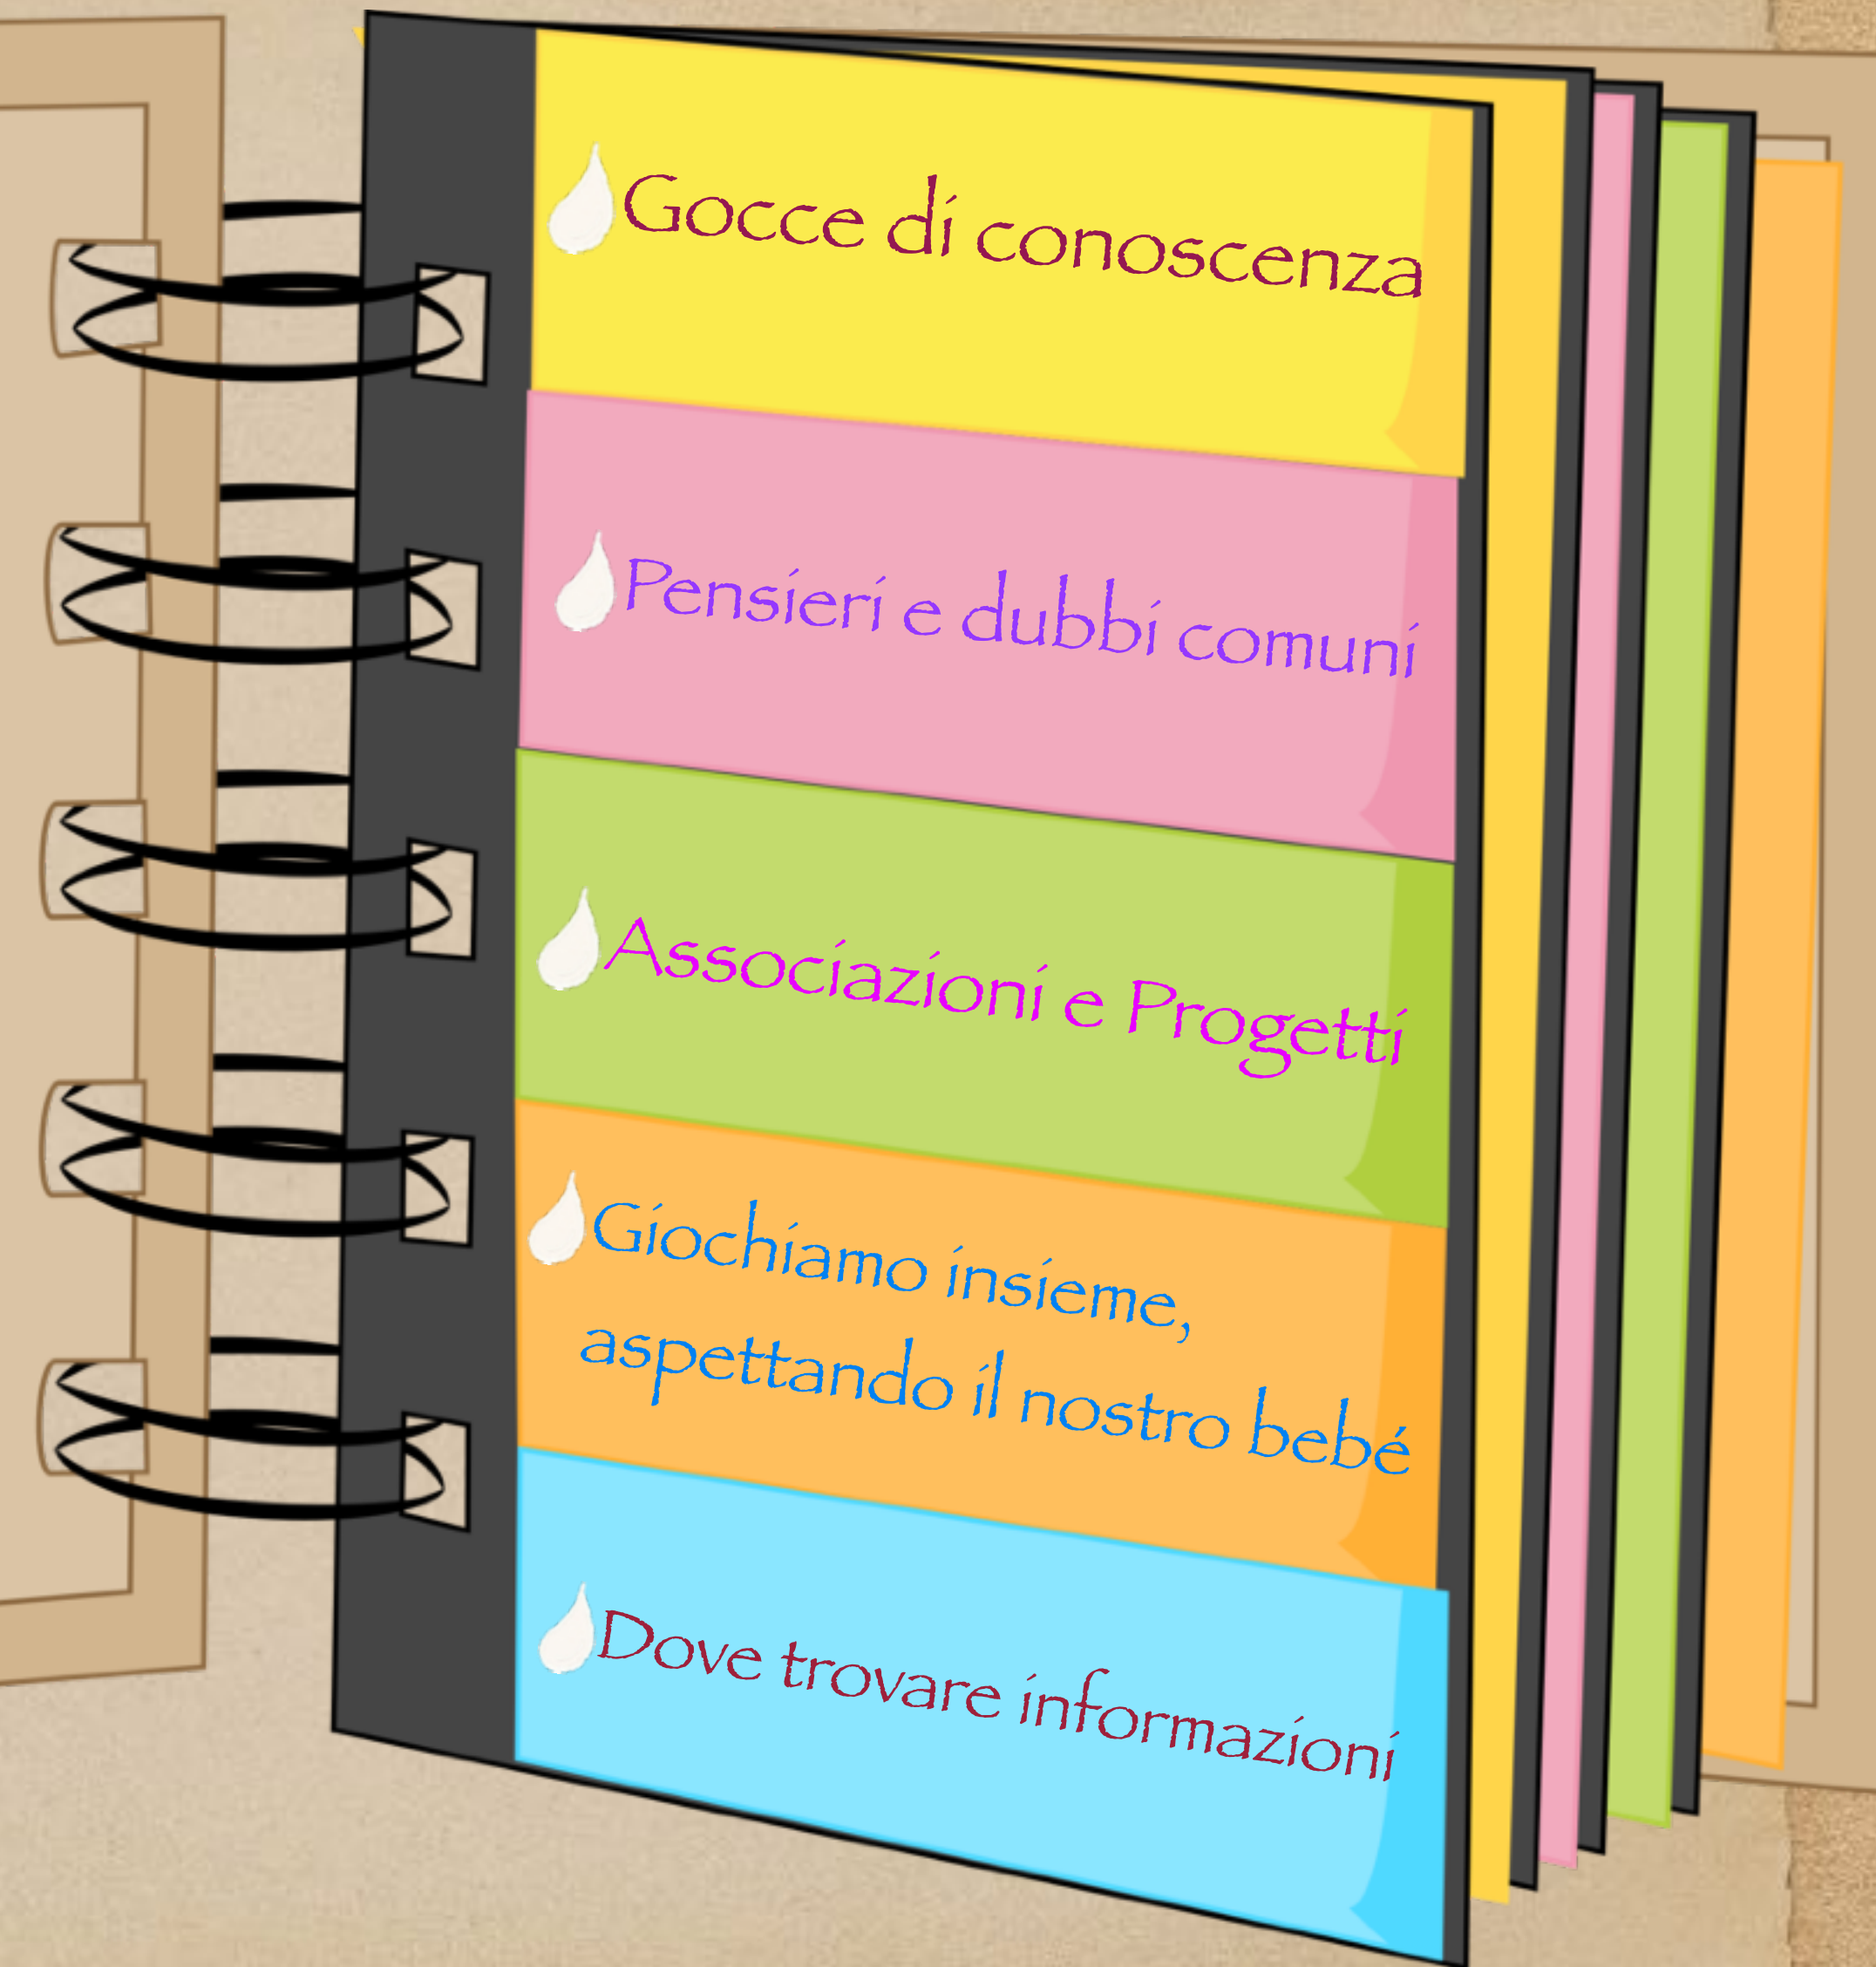 Gocce di conoscenza
Pensieri e dubbi comuni
Associazioni e Progetti
Giochiamo insieme,
aspettando il nostro bebé
Dove trovare informazioni